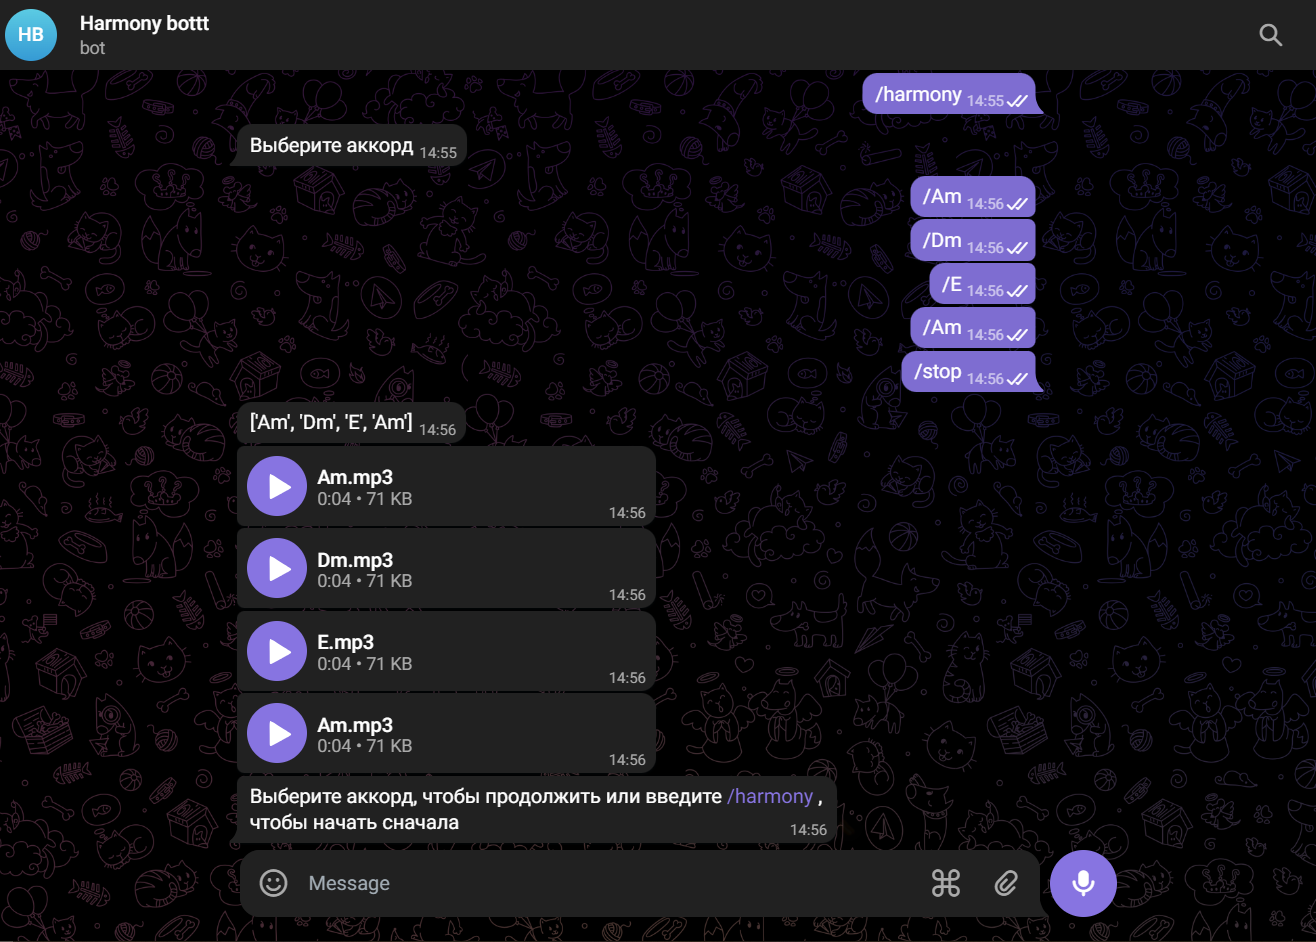 HB
Harmony bottt
bot
/harmony 14:55
Выберите аккорд 14:55
/Am 14:56
/Dm 14:56
/E 14:56
/Am 14:56
/stop 14:56
['Am', 'Dm', 'E', 'Am'] 14:56
Am.mp3
0:04 • 71 KB
14:56
Dm.mp3
0:04 • 71 KB
14:56
E.mp3
0:04 • 71 KB
14:56
Am.mp3
0:04 • 71 KB
14:56
Выберите аккорд, чтобы продолжить или введите /harmony ,
чтобы начать сначала
14:56
Message